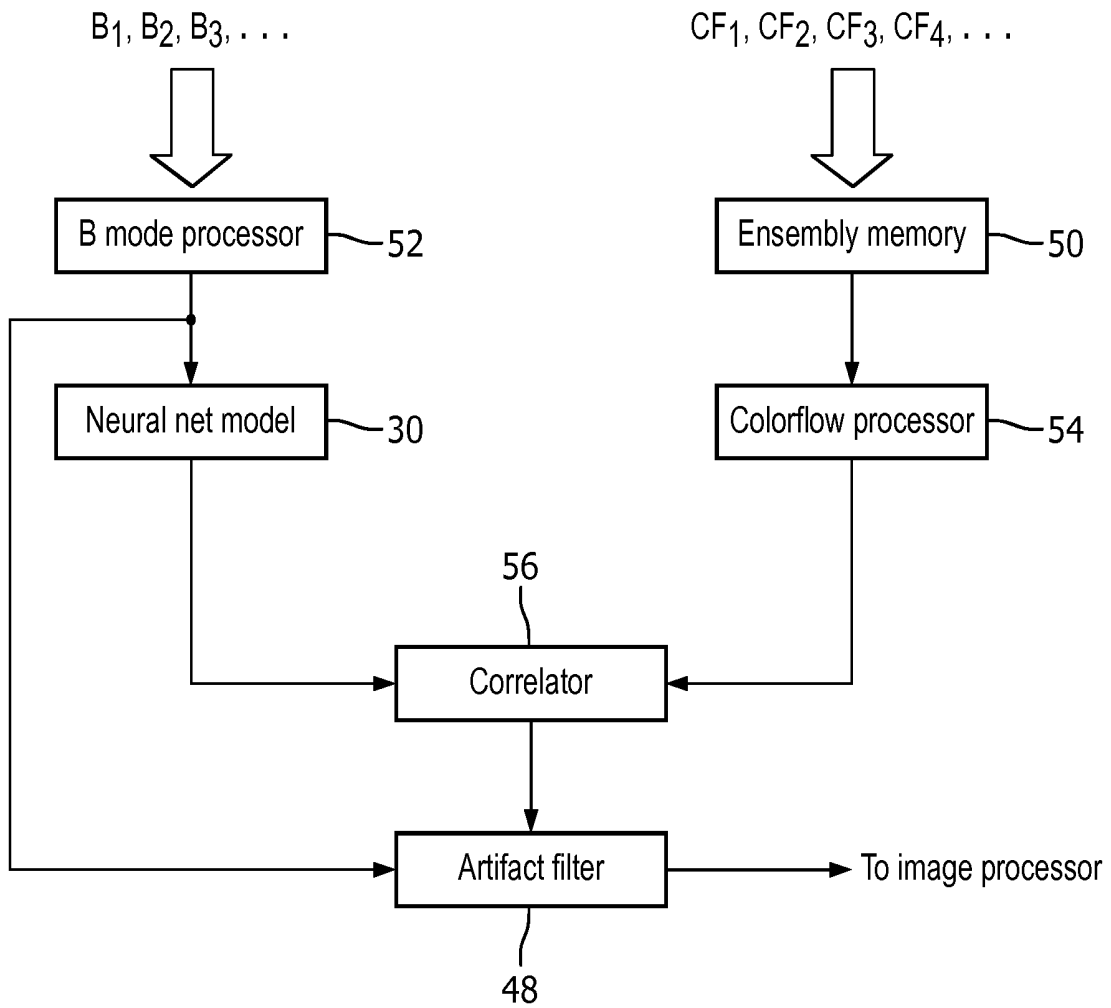 B1, B2, B3, . . .
CF1, CF2, CF3, CF4, . . .
B mode processor
52
Ensembly memory
50
Neural net model
30
Colorflow processor
54
56
Correlator
Artifact filter
To image processor
48